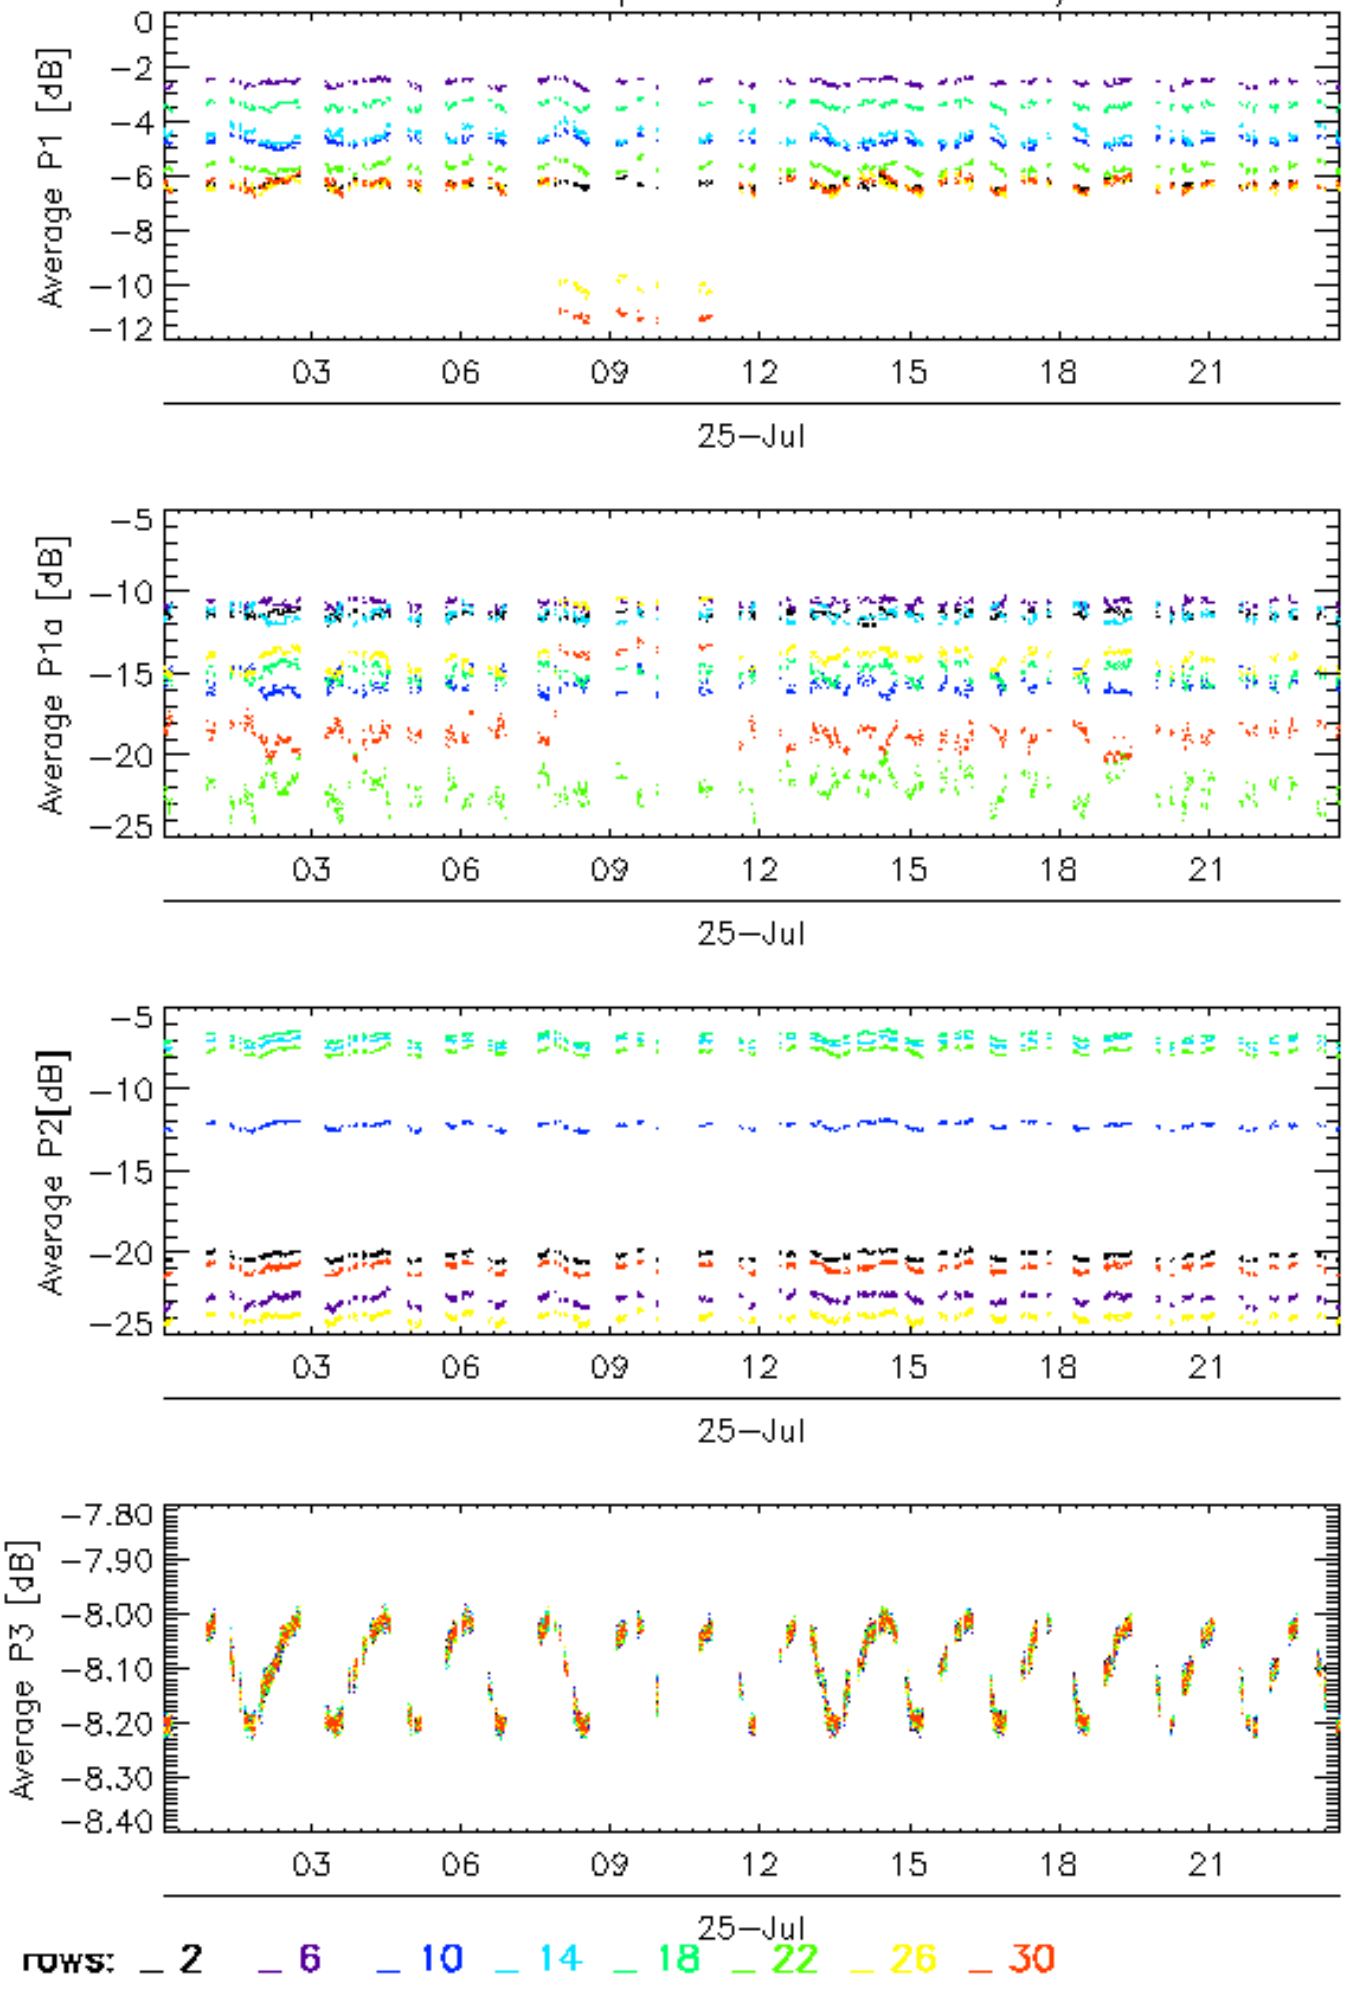 Average P1 [dB]
0
−2
−4
−6
−8
−10
−12
03 06 09 12 15 18 21
25−Jul
Average P1a [dB]
−5
−10
−15
−20
−25
03 06 09 12 15 18 21
25−Jul
Average P2[dB]
−5
−10
−15
−20
−25
03 06 09 12 15 18 21
25−Jul
Average P3 [dB]
−7.80
−7.90
−8.00
−8.10
−8.20
−8.30
−8.40
03 06 09 12 15 18 21
25−Jul
rows: _ 2 _ 6 _ 10 _ 14 _ 18 _ 22 _ 26 _ 30